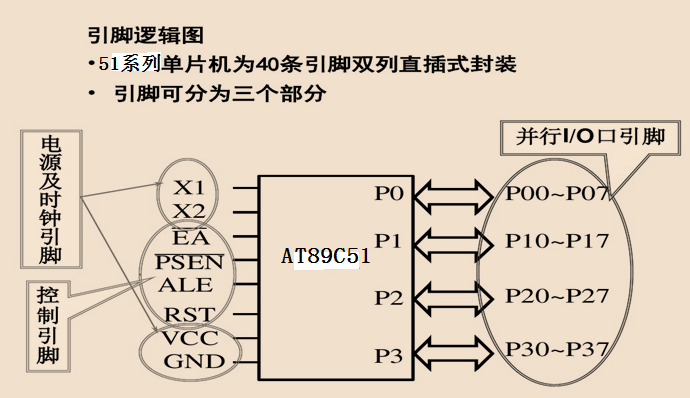 引脚逻辑图
•51系列单片机为40条引脚双列直插式封装
• 引脚可分为三个部分
电源及时钟引脚
并行I/O口引脚
控制引脚
X1
X2
EA
PSEN
ALE
RST
VCC
GND
AT89C51
P0
P1
P2
P3
P00~P07
P10~P17
P20~P27
P30~P37